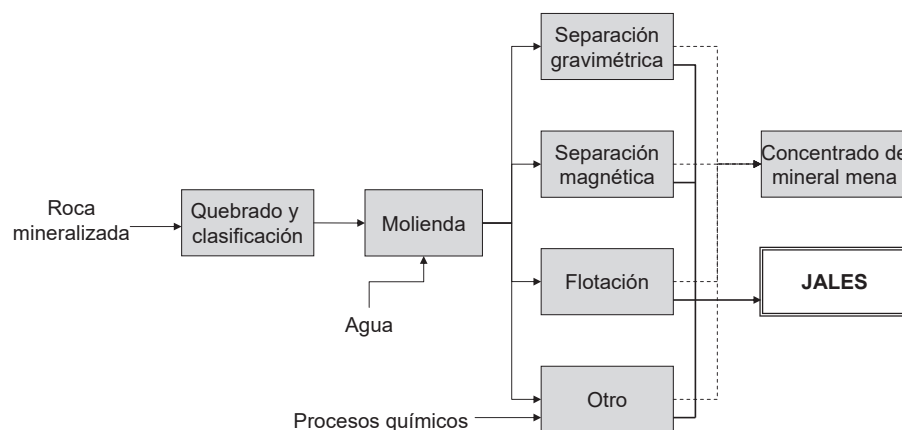 Separación
gravimétrica
Separación
magnética
Concentrado de
mineral mena
Roca
mineralizada
Quebrado y
clasificación
Molienda
Flotación
JALES
Agua
Otro
Procesos químicos